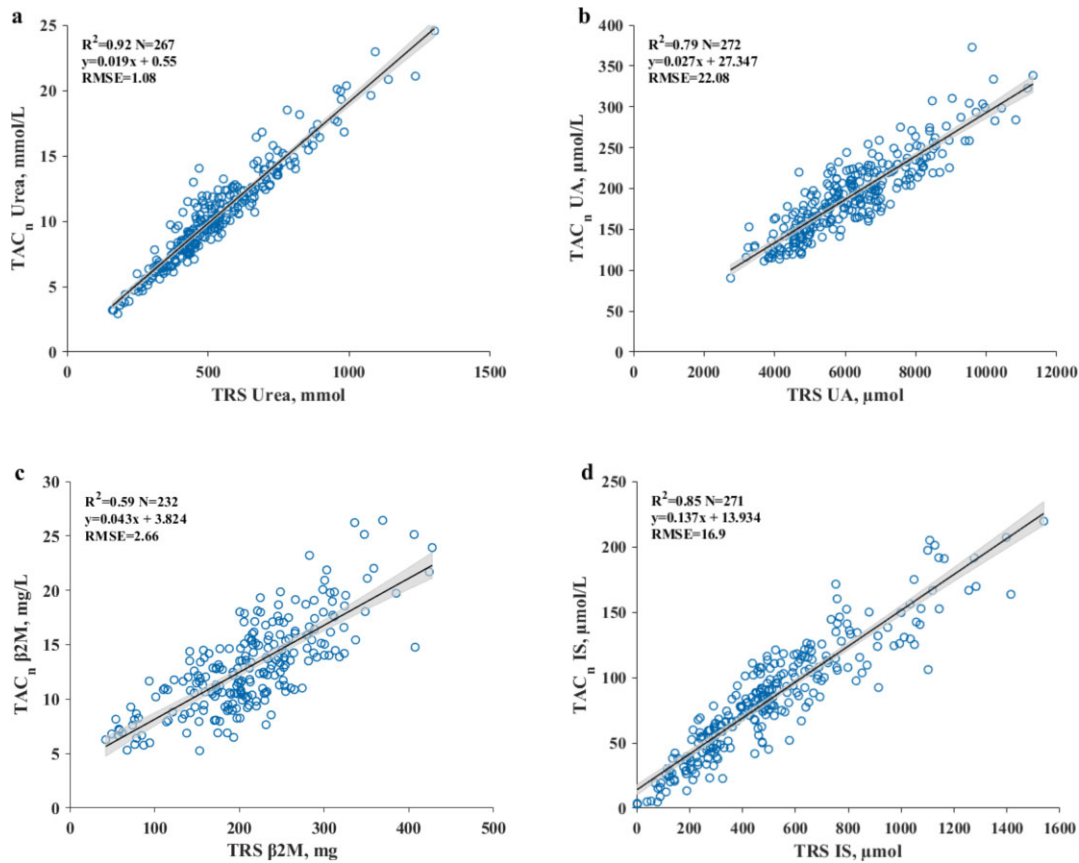 a
R²=0.92 N=267
y=0.019x + 0.55
RMSE=1.08
TACₙ Urea, mmol/L
25
20
15
10
5
0
0 500 1000 1500
TRS Urea, mmol
b
R²=0.79 N=272
y=0.027x + 27.347
RMSE=22.08
TACₙ UA, µmol/L
400
350
300
250
200
150
100
50
0
2000 4000 6000 8000 10000 12000
TRS UA, µmol
c
R²=0.59 N=232
y=0.043x + 3.824
RMSE=2.66
TACₙ β2M, mg/L
30
25
20
15
10
5
0
0 100 200 300 400 500
TRS β2M, mg
d
R²=0.85 N=271
y=0.137x + 13.934
RMSE=16.9
TACₙ IS, µmol/L
250
200
150
100
50
0
0 200 400 600 800 1000 1200 1400 1600
TRS IS, µmol